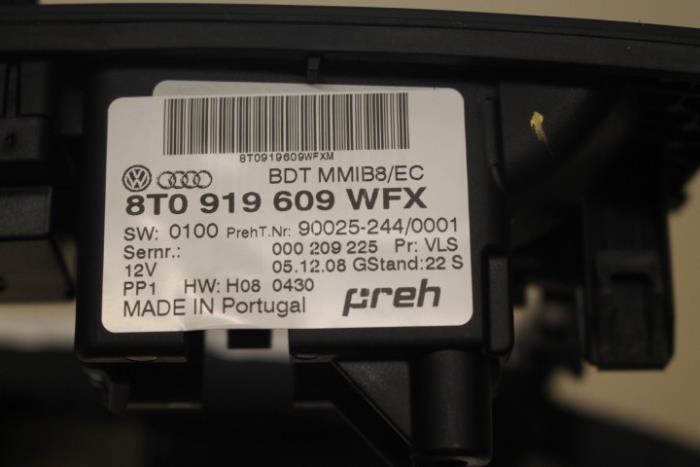 8T0919609WFXM
BDT MMIB8/EC
8T0 919 609 WFX
SW: 0100 PrehT.Nr: 90025-244/0001
Sernr.: 000 209 225 Pr: VLS
12V 05.12.08 GStand: 22 S
PP1 HW: H08 0430
MADE IN Portugal preh